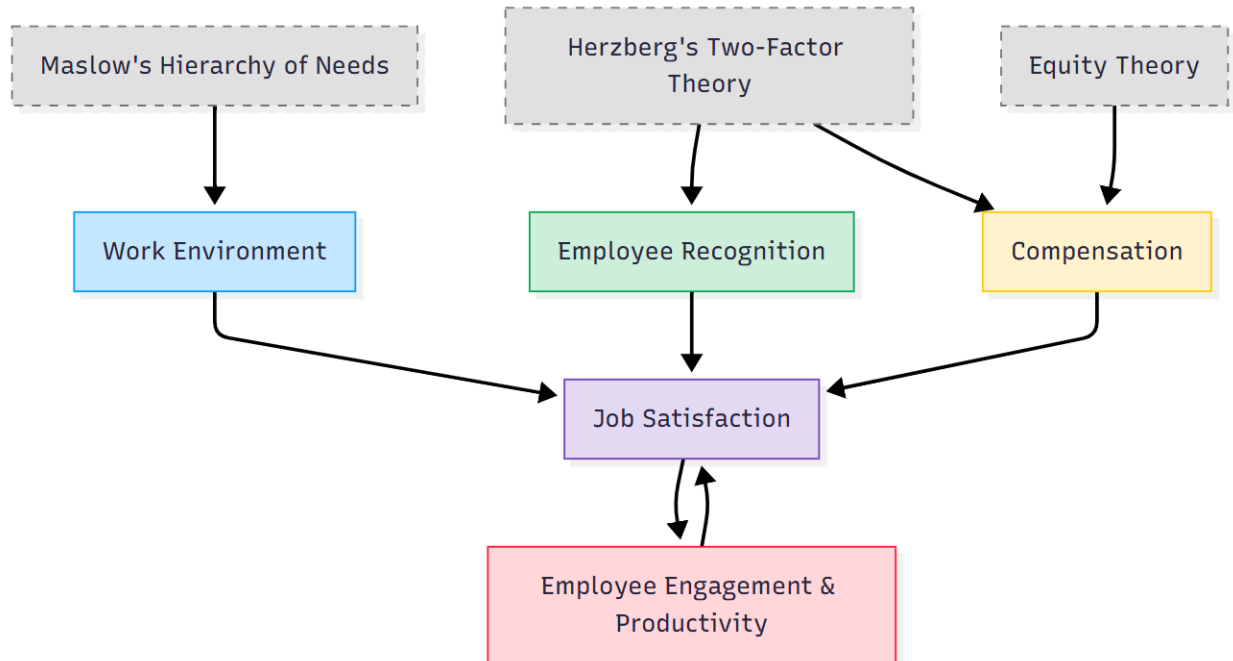 Maslow's Hierarchy of Needs
Herzberg's Two-Factor
Theory
Equity Theory
Work Environment
Employee Recognition
Compensation
Job Satisfaction
Employee Engagement &
Productivity